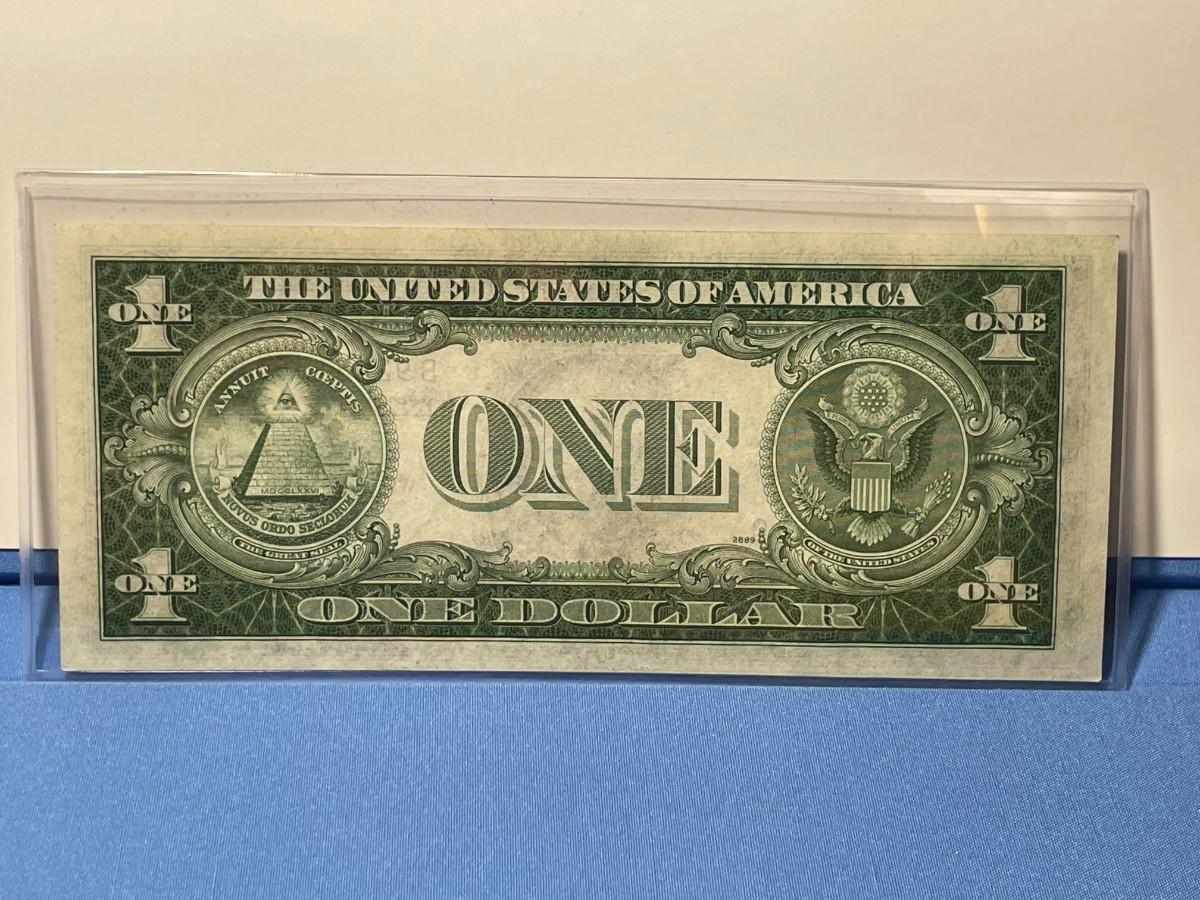 THE UNITED STATES OF AMERICA
1
ONE
1
ONE
ANNUIT CŒPTIS
MDCCLXXVI
NOVUS ORDO SECLORUM
THE GREAT SEAL
ONE
2889
OF THE UNITED STATES
1
ONE
1
ONE
ONE DOLLAR